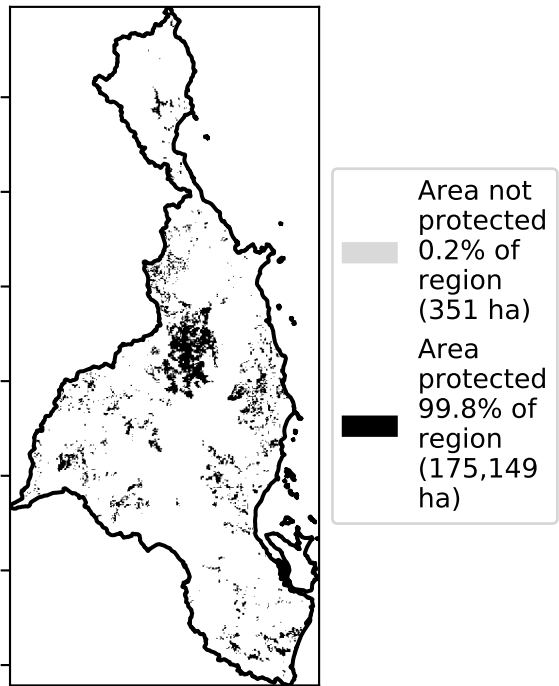 Area not
protected
0.2% of
region
(351 ha)
Area
protected
99.8% of
region
(175,149
ha)